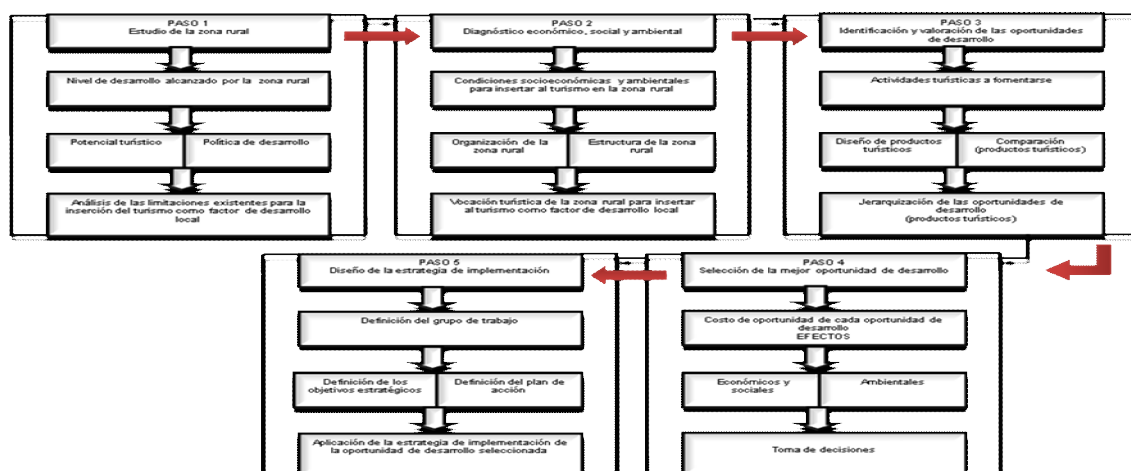 PASO 1
Estudio de la zona rural
Nivel de desarrollo alcanzado por la zona rural
Potencial turístico
Política de desarrollo
Análisis de las limitaciones existentes para la
inserción del turismo como factor de desarrollo
local
PASO 2
Diagnóstico económico, social y ambiental
Condiciones socioeconómicas y ambientales
para insertar al turismo en la zona rural
Organización de la
zona rural
Estructura de la zona
rural
Vocación turística de la zona rural para insertar
al turismo como factor de desarrollo local
PASO 3
Identificación y valoración de las oportunidades
de desarrollo
Actividades turísticas a fomentarse
Diseño de productos
turísticos
Comparación
(productos turísticos)
Jerarquización de las oportunidades de
desarrollo
(productos turísticos)
PASO 4
Selección de la mejor oportunidad de desarrollo
Costo de oportunidad de cada oportunidad de
desarrollo
EFECTOS
Económicos y
sociales
Ambientales
Toma de decisiones
PASO 5
Diseño de la estrategia de implementación
Definición del grupo de trabajo
Definición de los
objetivos estratégicos
Definición del plan de
acción
Aplicación de la estrategia de implementación de
la oportunidad de desarrollo seleccionada